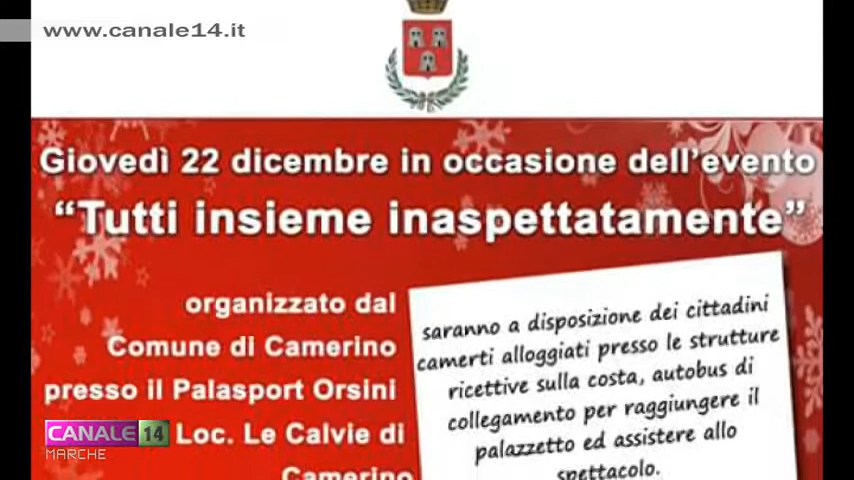 www.canale14.it
Giovedì 22 dicembre in occasione dell'evento
“Tutti insieme inaspettatamente”
organizzato dal
Comune di Camerino
presso il Palasport Orsini
Loc. Le Calvie di
Camerino
saranno a disposizione dei cittadini
camerti alloggiati presso le strutture
ricettive sulla costa, autobus di
collegamento per raggiungere il
palazzetto ed assistere allo
spettacolo.
CANALE 14
MARCHE